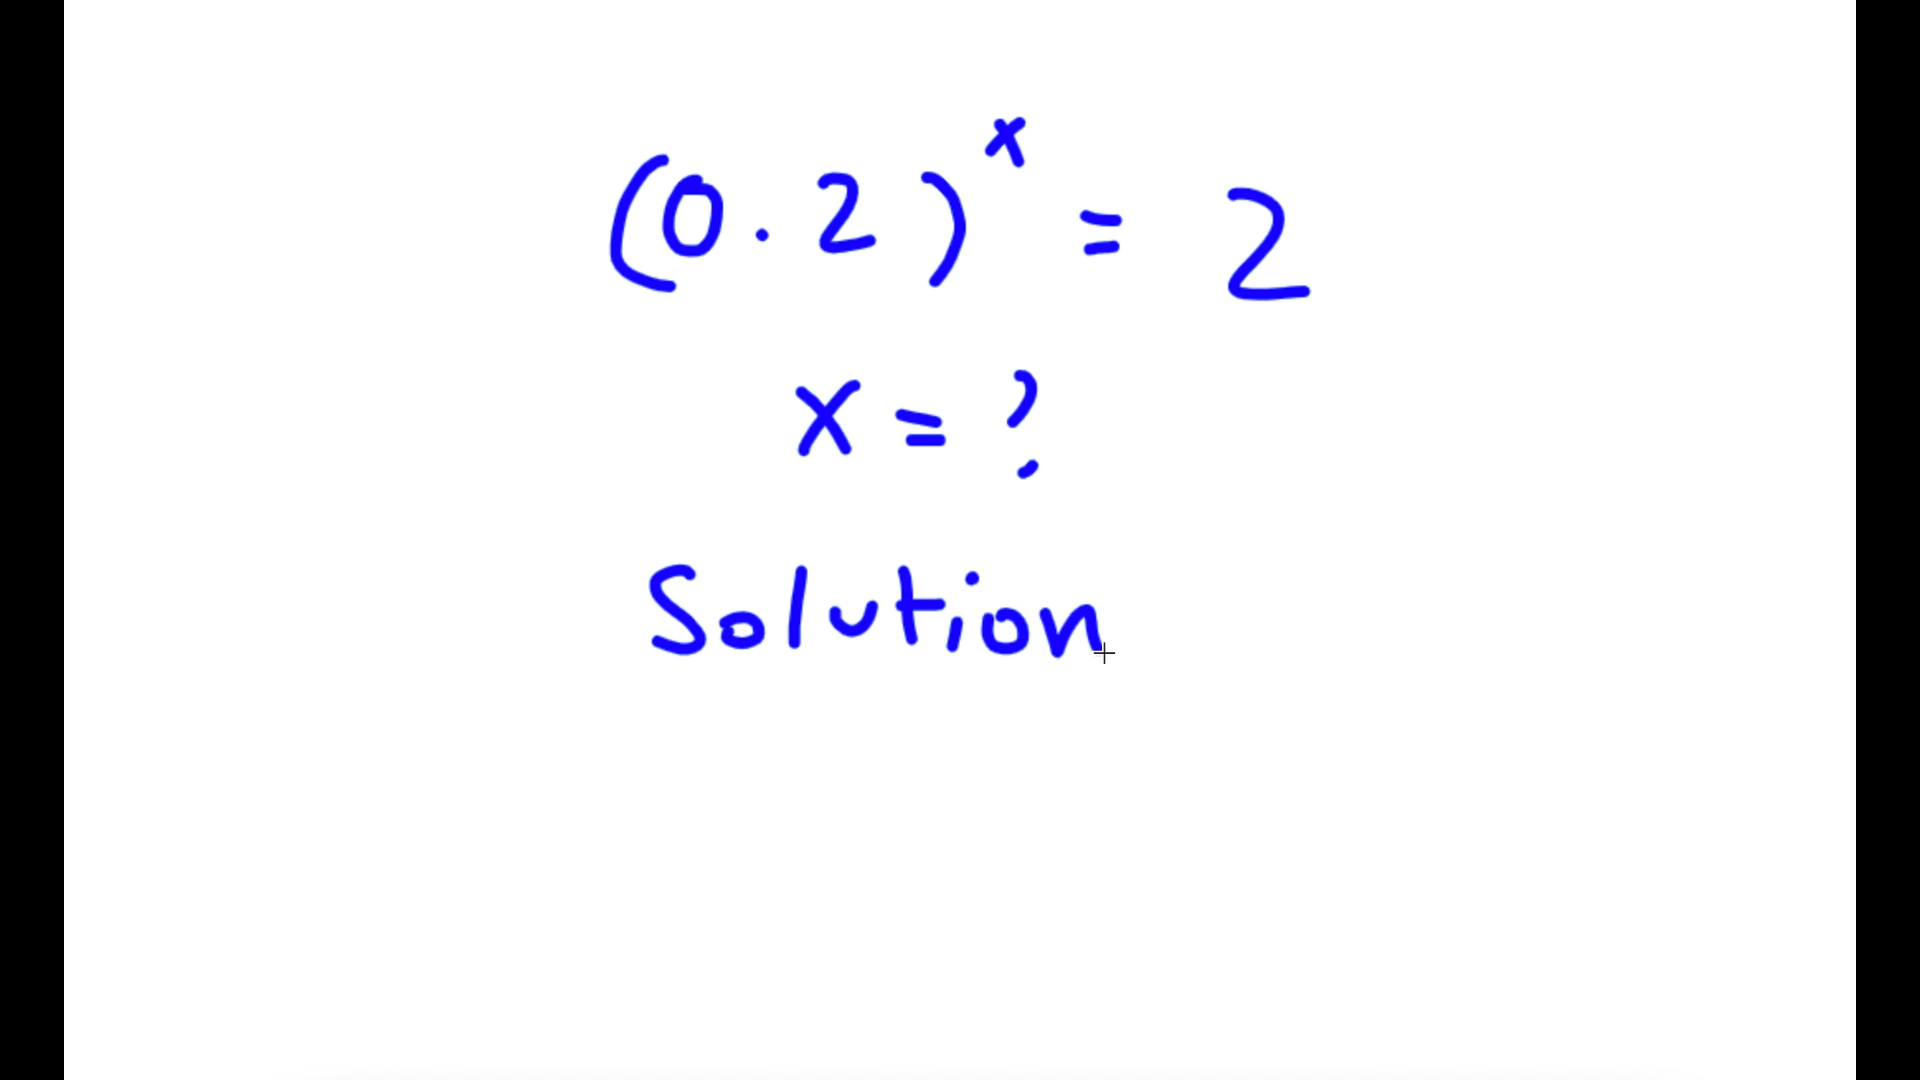 (0.2)^x = 2
x = ?
Solution